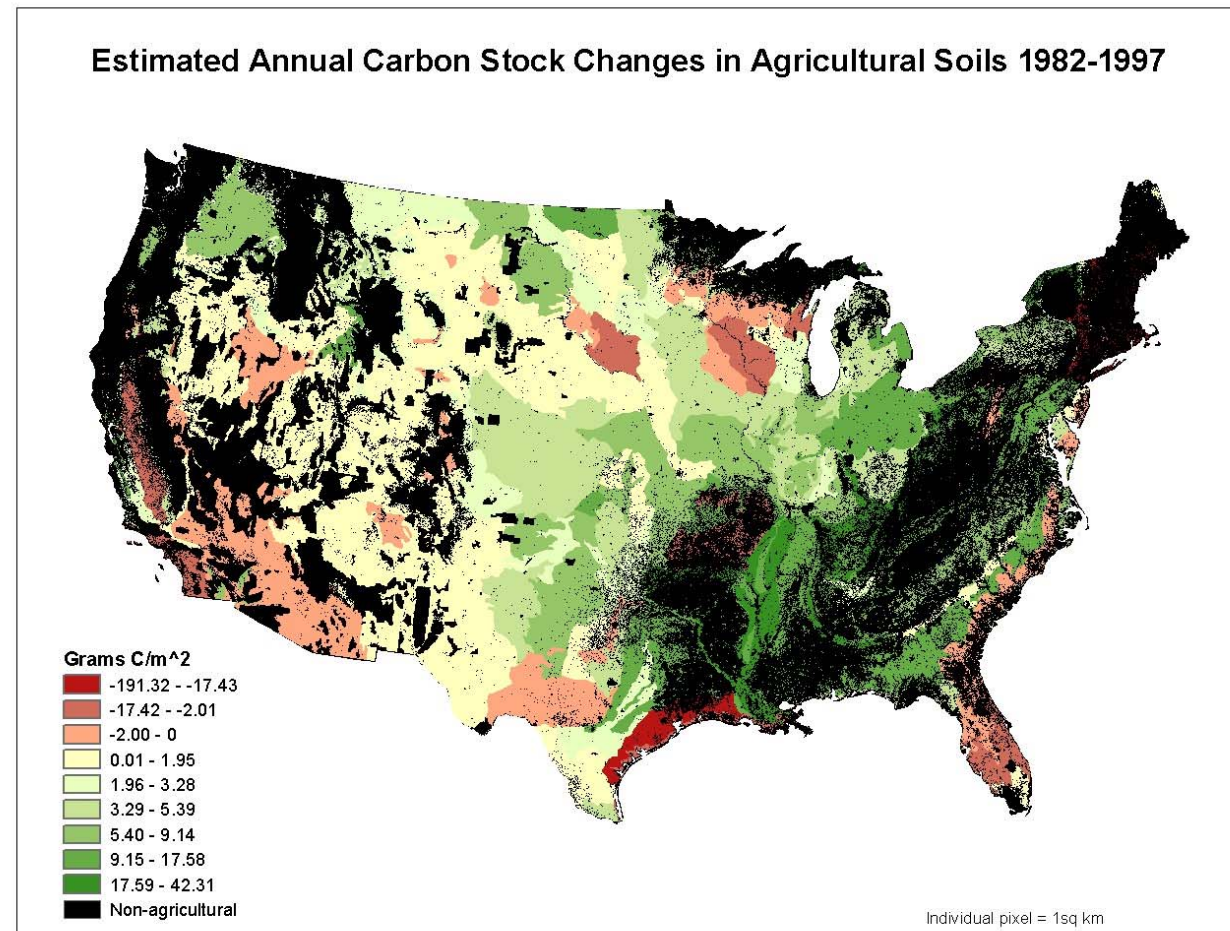 Estimated Annual Carbon Stock Changes in Agricultural Soils 1982-1997
Grams C/m^2
-191.32 - -17.43
-17.42 - -2.01
-2.00 - 0
0.01 - 1.95
1.96 - 3.28
3.29 - 5.39
5.40 - 9.14
9.15 - 17.58
17.59 - 42.31
Non-agricultural
Individual pixel = 1sq km